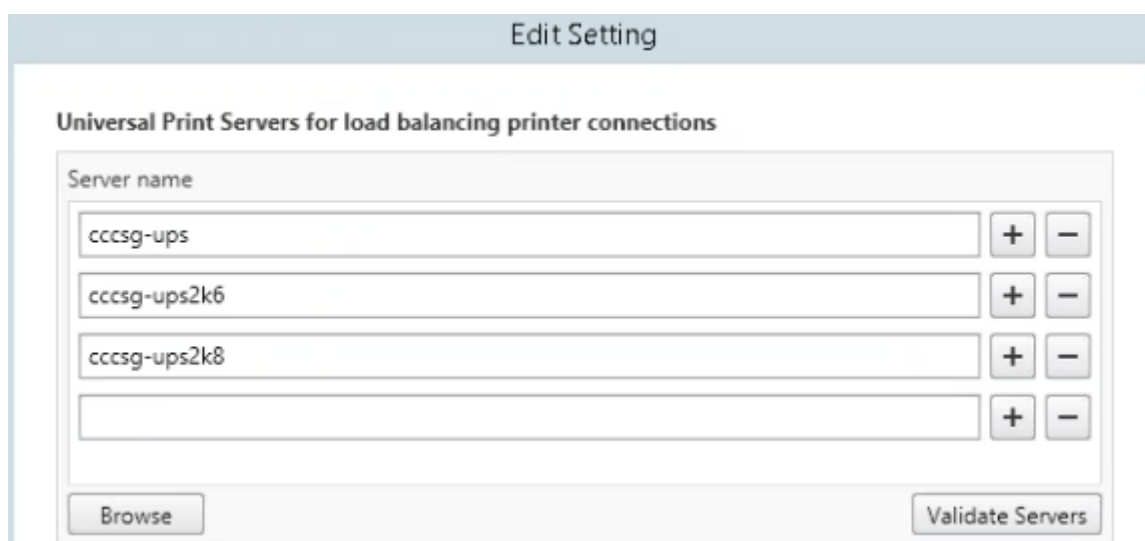 Edit Setting
Universal Print Servers for load balancing printer connections
Server name
cccsg-ups + −
cccsg-ups2k6 + −
cccsg-ups2k8 + −
+ −
Browse Validate Servers